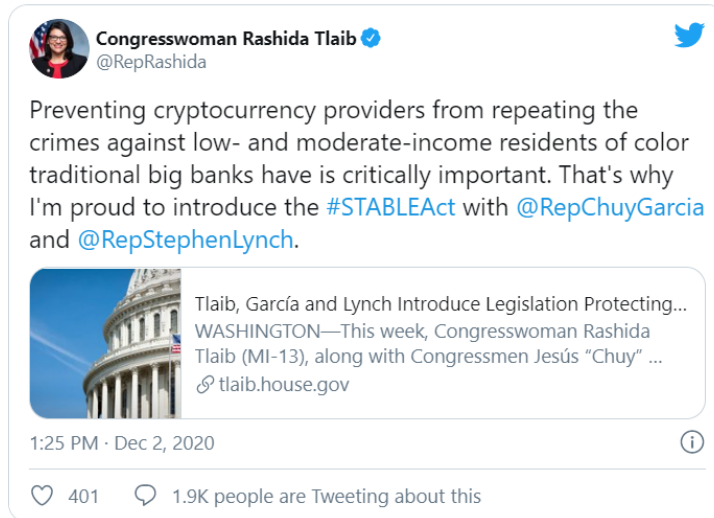 Congresswoman Rashida Tlaib
@RepRashida
Preventing cryptocurrency providers from repeating the
crimes against low- and moderate-income residents of color
traditional big banks have is critically important. That's why
I'm proud to introduce the #STABLEAct with @RepChuyGarcia
and @RepStephenLynch.
Tlaib, García and Lynch Introduce Legislation Protecting...
WASHINGTON—This week, Congresswoman Rashida
Tlaib (MI-13), along with Congressmen Jesús “Chuy” ...
tlaib.house.gov
1:25 PM · Dec 2, 2020
401 1.9K people are Tweeting about this